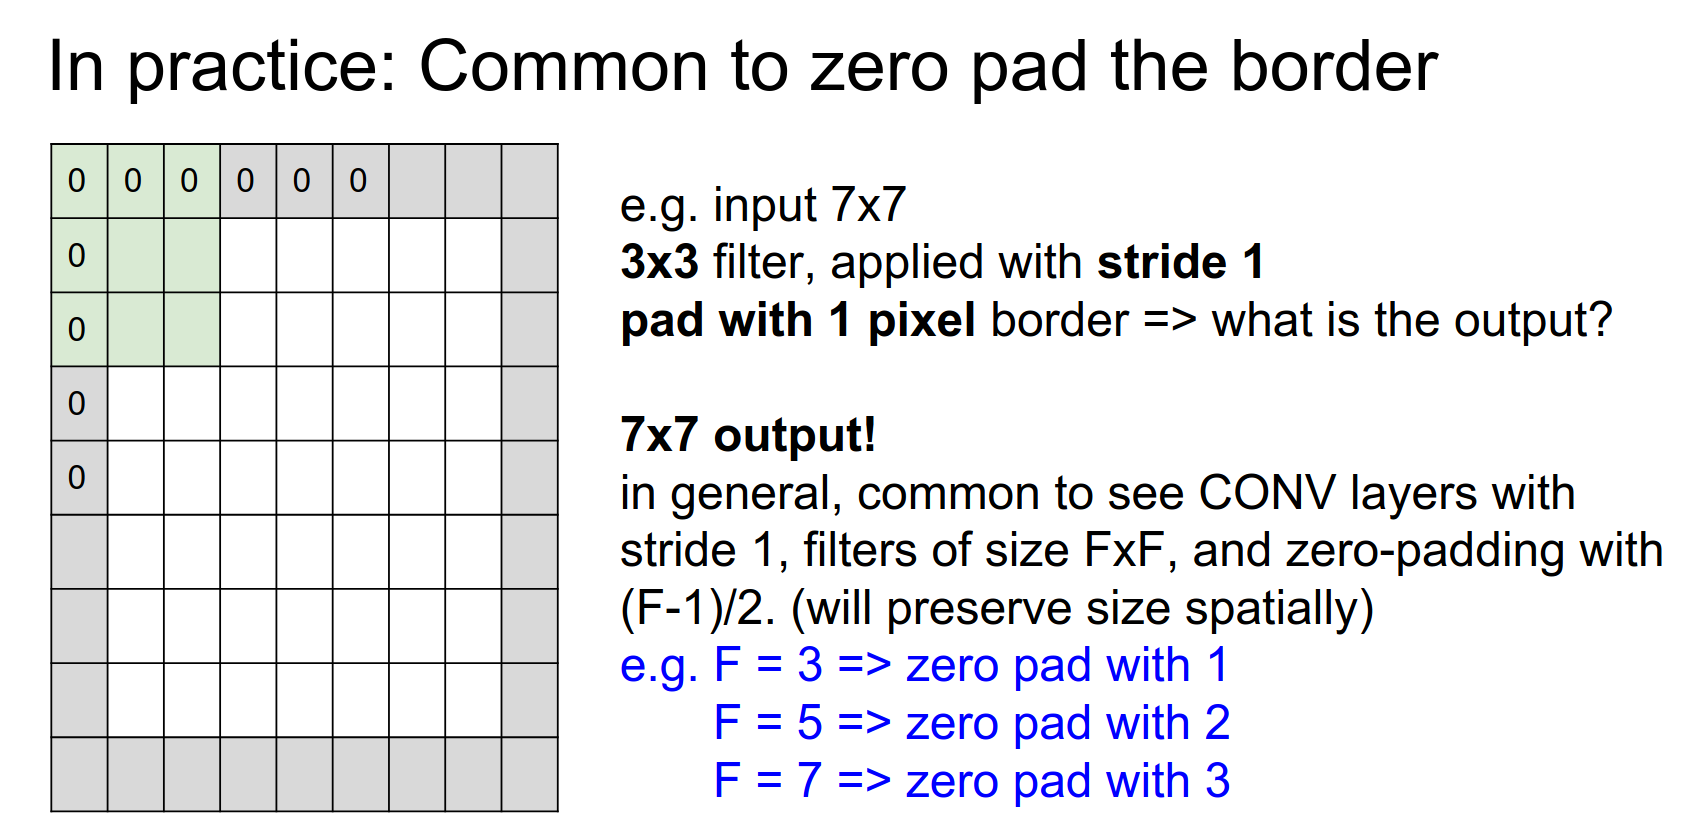 In practice: Common to zero pad the border
0 0 0 0 0 0
0
0
0
0
e.g. input 7x7
3x3 filter, applied with stride 1
pad with 1 pixel border => what is the output?
7x7 output!
in general, common to see CONV layers with
stride 1, filters of size FxF, and zero-padding with
(F-1)/2. (will preserve size spatially)
e.g. F = 3 => zero pad with 1
F = 5 => zero pad with 2
F = 7 => zero pad with 3